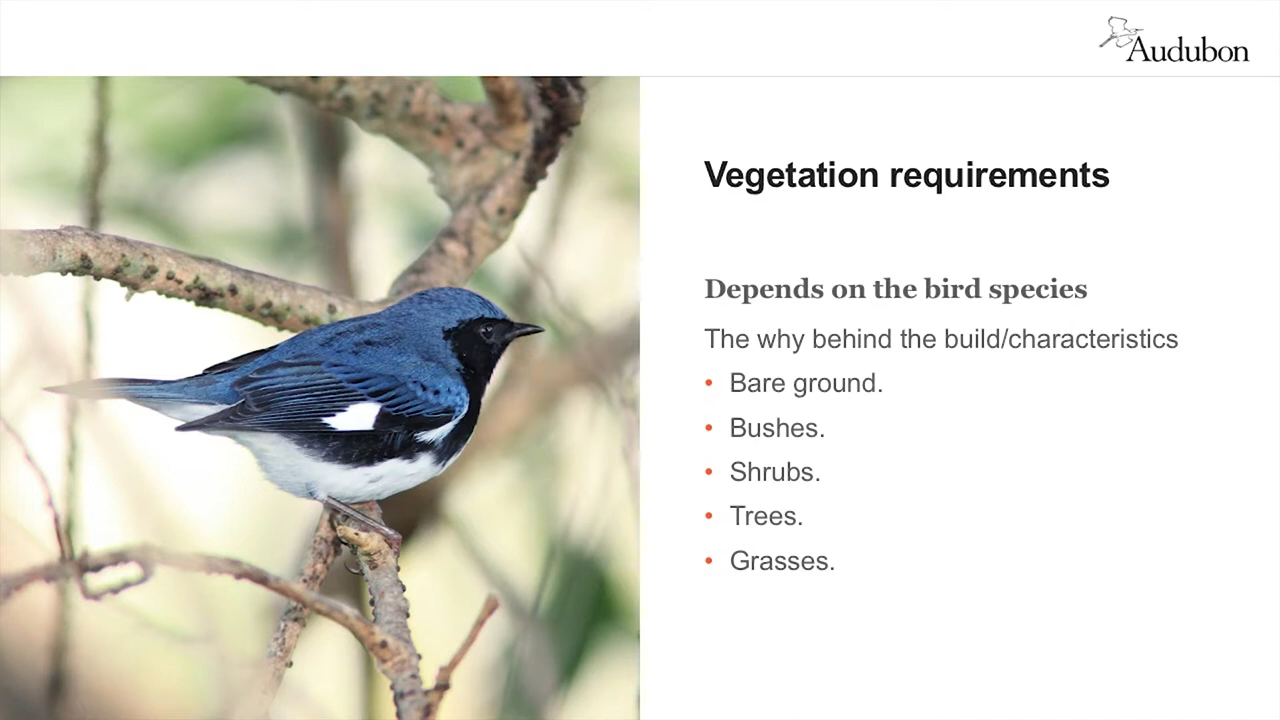 Audubon
Vegetation requirements
Depends on the bird species
The why behind the build/characteristics
• Bare ground.
• Bushes.
• Shrubs.
• Trees.
• Grasses.